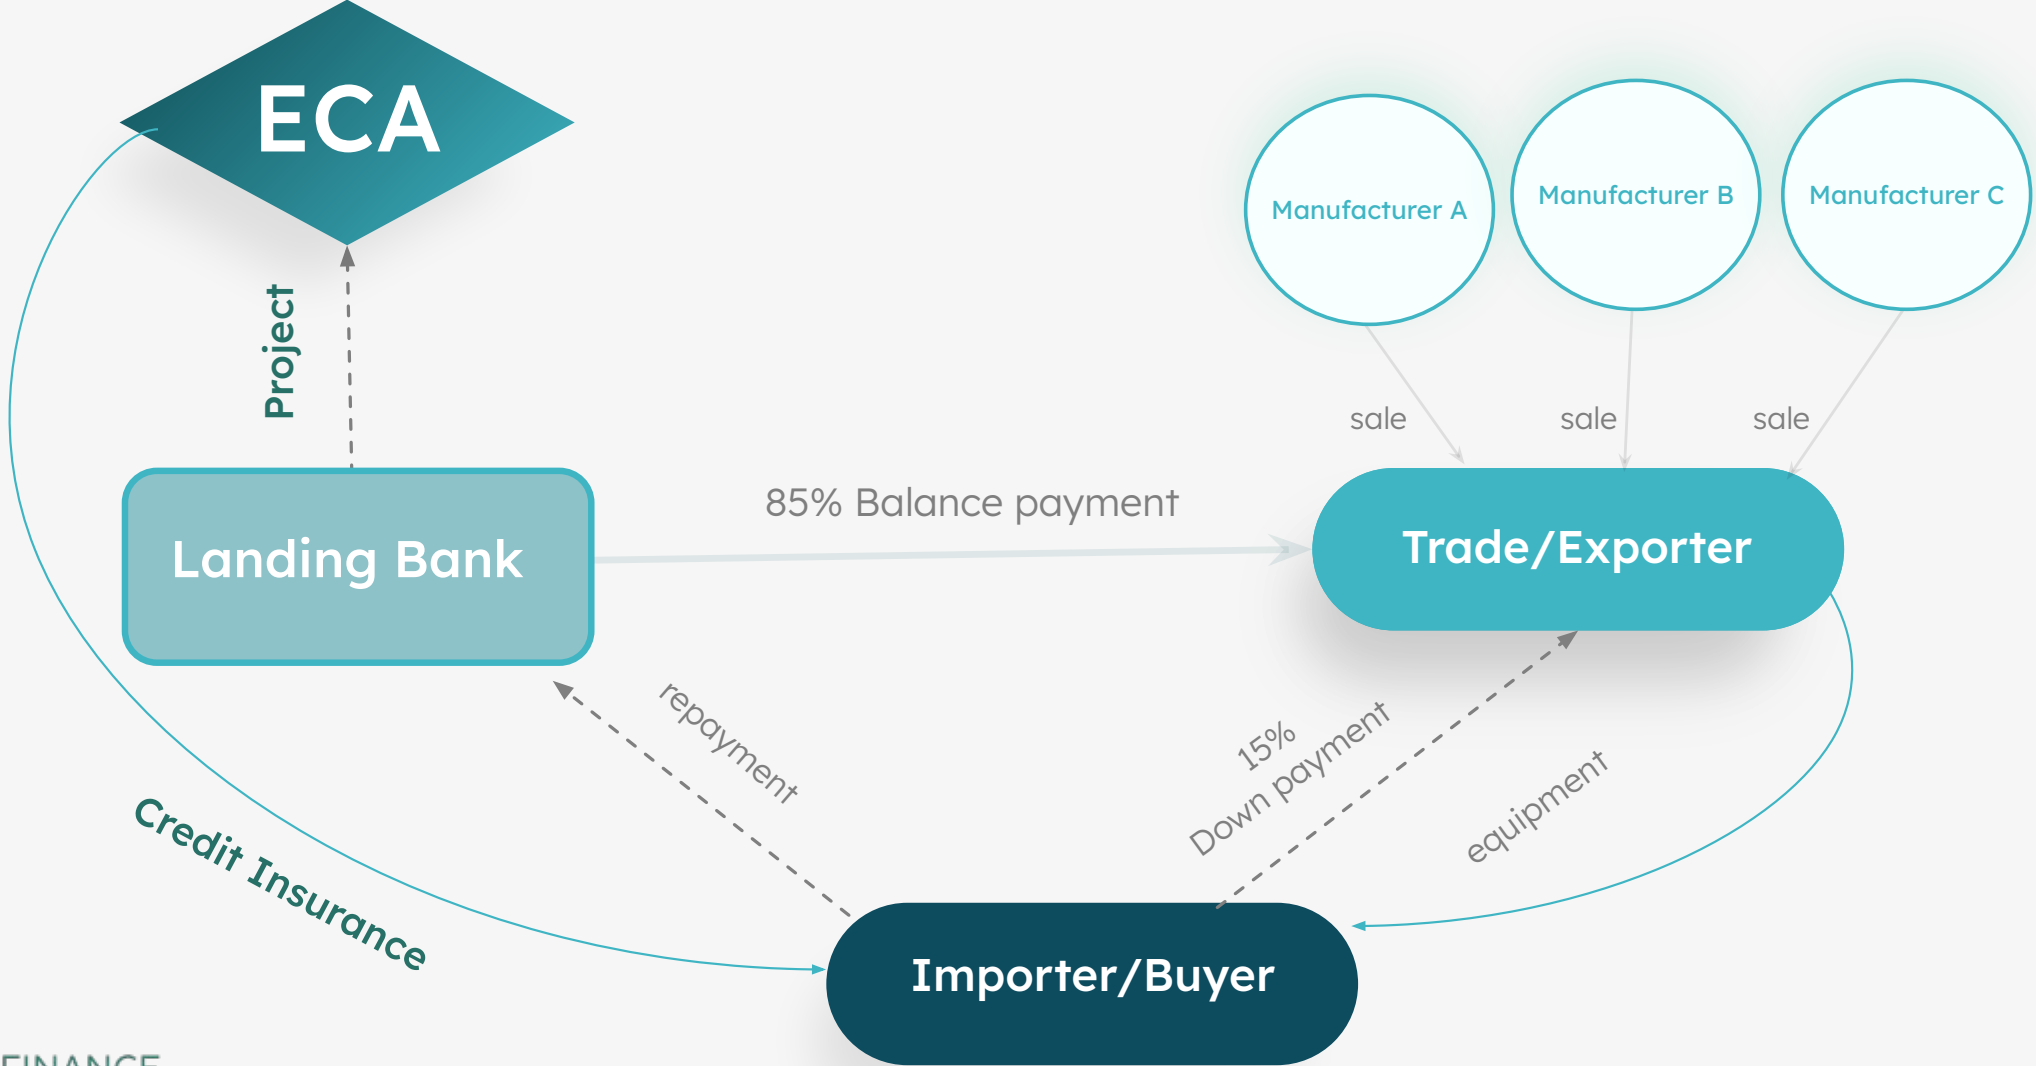 ECA
Manufacturer A
Manufacturer B
Manufacturer C
Project
sale
sale
sale
85% Balance payment
Landing Bank
Trade/Exporter
repayment
15%
Down payment
equipment
Credit Insurance
Importer/Buyer
FINANCE